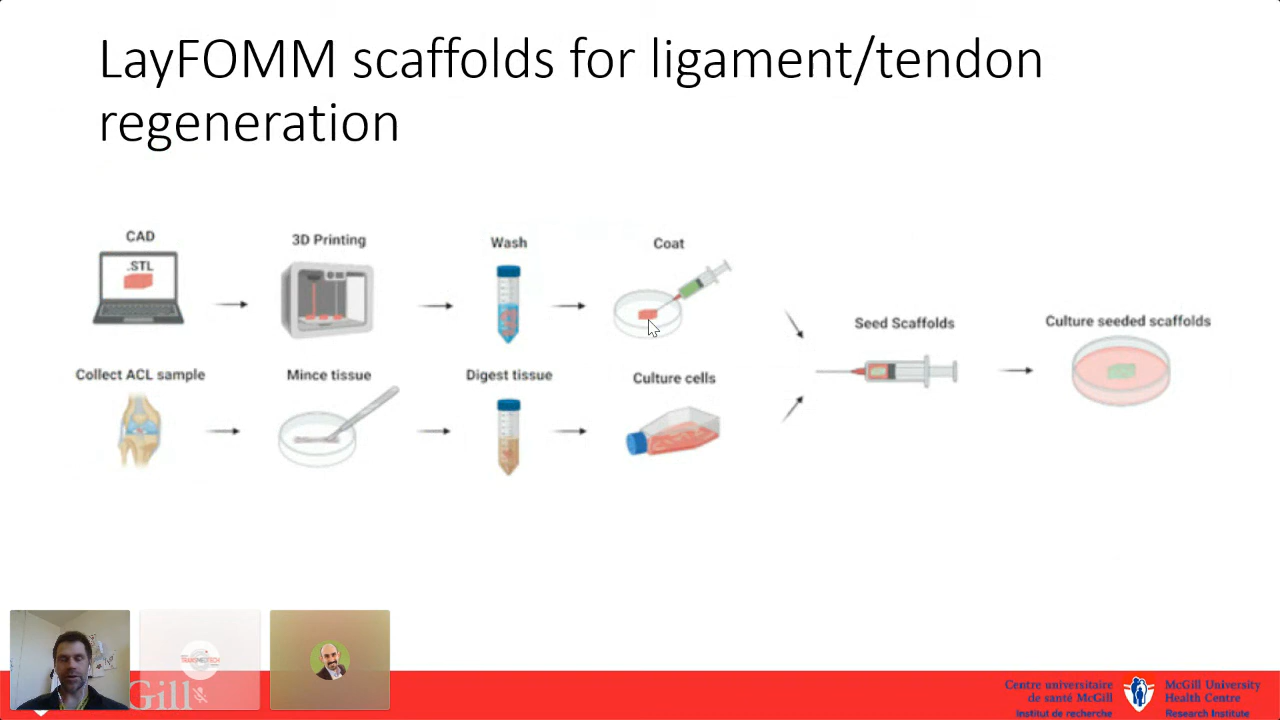 LayFOMM scaffolds for ligament/tendon
regeneration
CAD
.STL
3D Printing
Wash
Coat
Collect ACL sample
Mince tissue
Digest tissue
Culture cells
Seed Scaffolds
Culture seeded scaffolds
TRANSMEDTECH
Gill
Centre universitaire
de santé McGill
Institut de recherche
McGill University
Health Centre
Research Institute